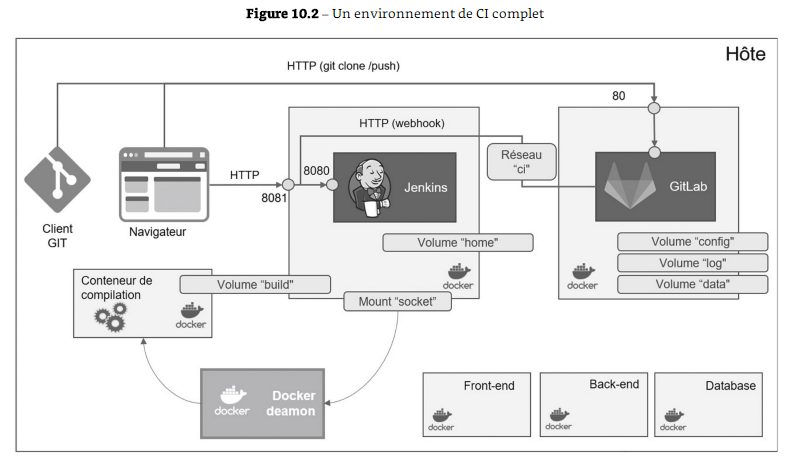 Figure 10.2 – Un environnement de CI complet
Hôte
HTTP (git clone /push)
80
HTTP (webhook)
Réseau
"ci"
HTTP
8080
8081
Jenkins
GitLab
Client
GIT
Navigateur
Volume "home"
docker
Volume "config"
Volume "log"
Volume "data"
docker
Conteneur de
compilation
docker
Volume "build"
Mount "socket"
docker
Docker
deamon
Front-end
docker
Back-end
docker
Database
docker